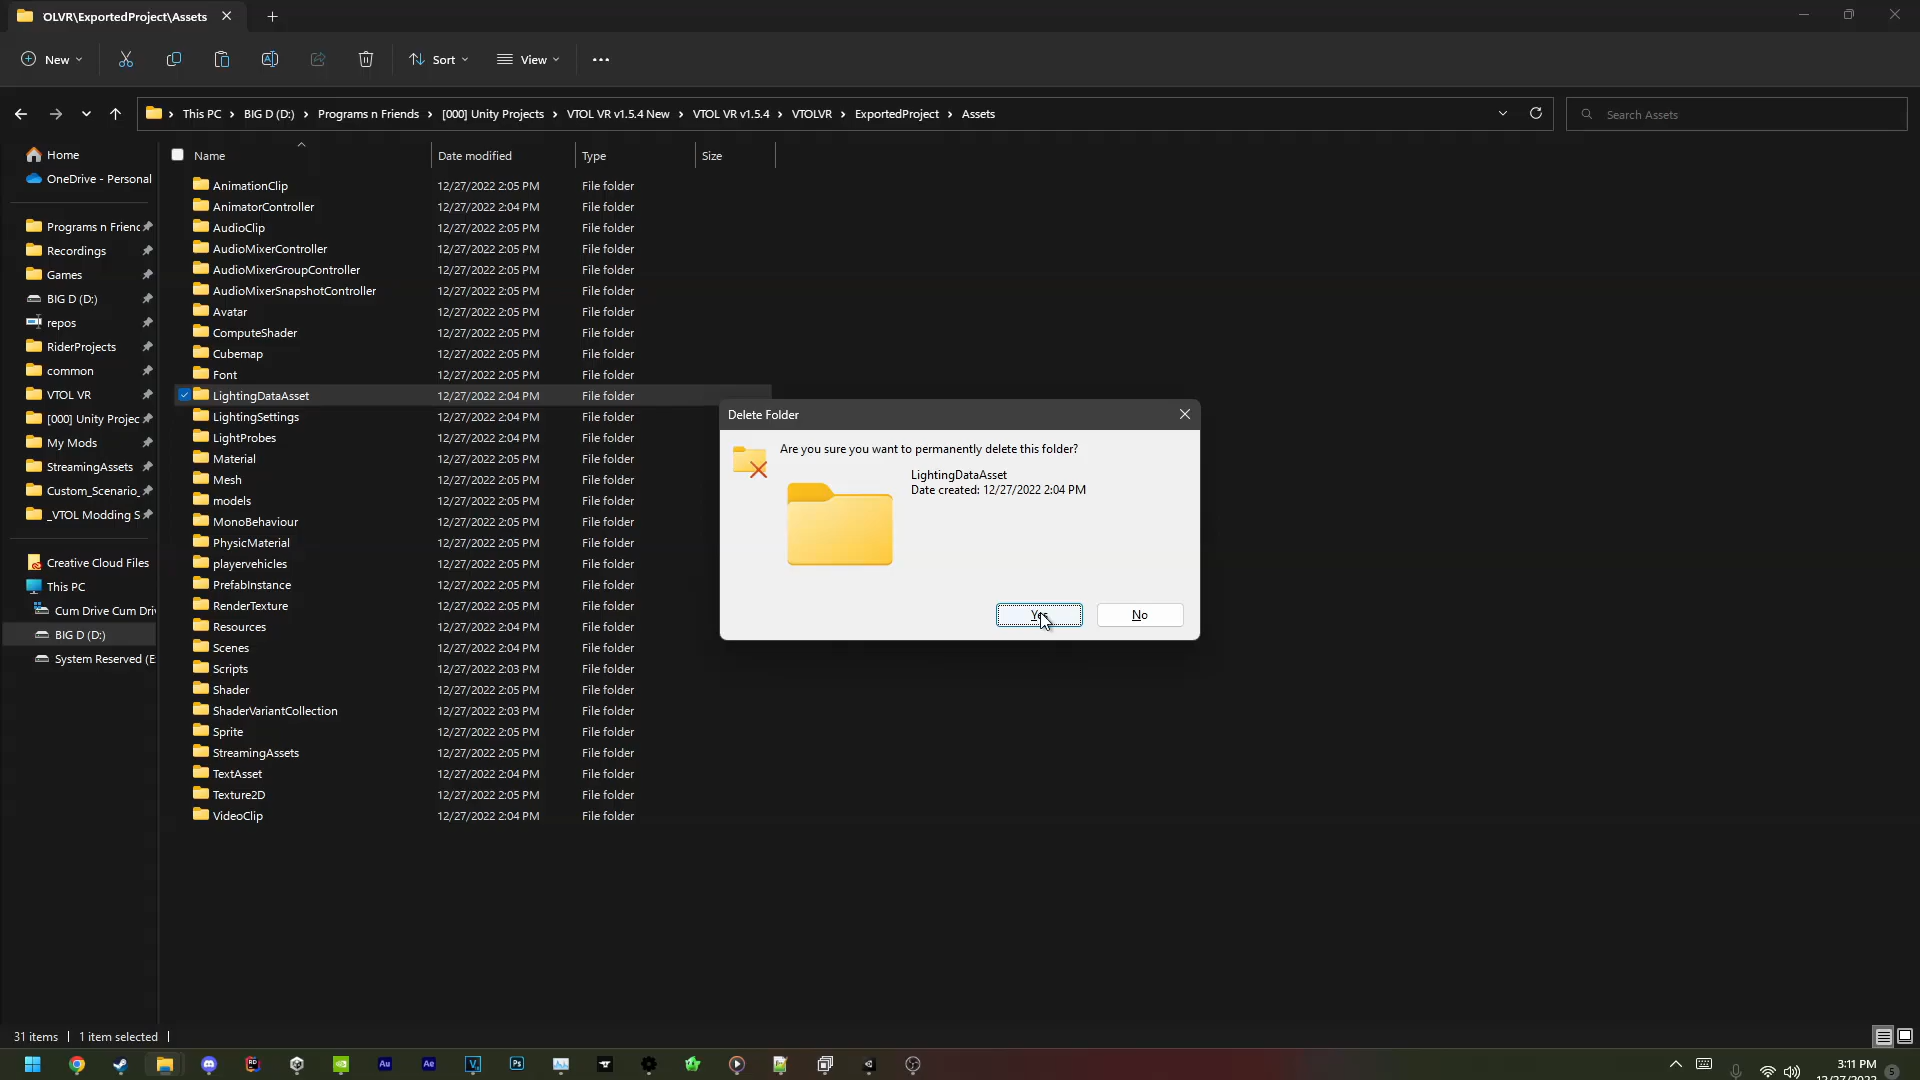 OLVR\ExportedProject\Assets
New
Sort
View
This PC > BIG D (D:) > Programs n Friends > [000] Unity Projects > VTOL VR v1.5.4 New > VTOL VR v1.5.4 > VTOLVR > ExportedProject > Assets
Search Assets
Name Date modified Type Size
Home
OneDrive - Personal
Programs n Frienc
Recordings
Games
BIG D (D:)
repos
RiderProjects
common
VTOL VR
[000] Unity Projec
My Mods
StreamingAssets
Custom_Scenario_
_VTOL Modding S
Creative Cloud Files
This PC
Cum Drive Cum Driv
BIG D (D:)
System Reserved (E
AnimationClip 12/27/2022 2:05 PM File folder
AnimatorController 12/27/2022 2:04 PM File folder
AudioClip 12/27/2022 2:05 PM File folder
AudioMixerController 12/27/2022 2:05 PM File folder
AudioMixerGroupController 12/27/2022 2:05 PM File folder
AudioMixerSnapshotController 12/27/2022 2:05 PM File folder
Avatar 12/27/2022 2:05 PM File folder
ComputeShader 12/27/2022 2:05 PM File folder
Cubemap 12/27/2022 2:05 PM File folder
Font 12/27/2022 2:05 PM File folder
LightingDataAsset 12/27/2022 2:04 PM File folder
LightingSettings 12/27/2022 2:04 PM File folder
LightProbes 12/27/2022 2:04 PM File folder
Material 12/27/2022 2:05 PM File folder
Mesh 12/27/2022 2:05 PM File folder
models 12/27/2022 2:05 PM File folder
MonoBehaviour 12/27/2022 2:05 PM File folder
PhysicMaterial 12/27/2022 2:05 PM File folder
playervehicles 12/27/2022 2:05 PM File folder
PrefabInstance 12/27/2022 2:05 PM File folder
RenderTexture 12/27/2022 2:05 PM File folder
Resources 12/27/2022 2:04 PM File folder
Scenes 12/27/2022 2:04 PM File folder
Scripts 12/27/2022 2:03 PM File folder
Shader 12/27/2022 2:05 PM File folder
ShaderVariantCollection 12/27/2022 2:03 PM File folder
Sprite 12/27/2022 2:05 PM File folder
StreamingAssets 12/27/2022 2:05 PM File folder
TextAsset 12/27/2022 2:04 PM File folder
Texture2D 12/27/2022 2:05 PM File folder
VideoClip 12/27/2022 2:04 PM File folder
Delete Folder
Are you sure you want to permanently delete this folder?
LightingDataAsset
Date created: 12/27/2022 2:04 PM
Yes No
31 items 1 item selected
RD Au Ae V Ps
3:11 PM
12/27/2022 5